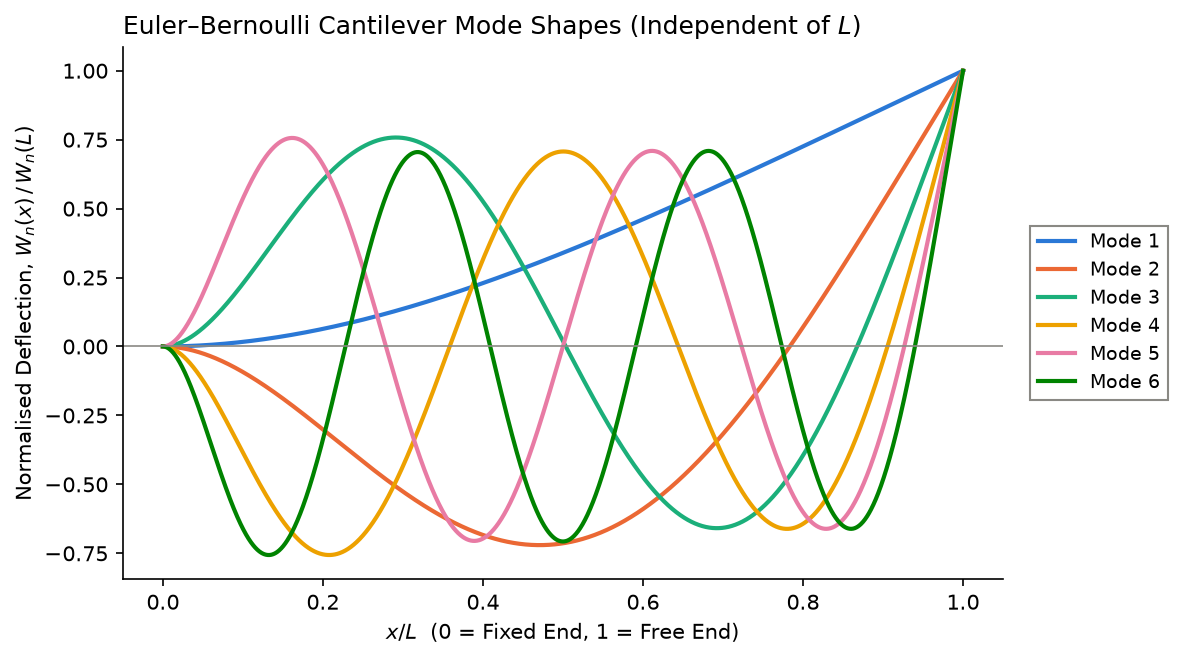 Euler–Bernoulli Cantilever Mode Shapes (Independent of L)
Normalised Deflection, Wₙ(x) / Wₙ(L)
1.00
0.75
0.50
0.25
0.00
−0.25
−0.50
−0.75
0.0 0.2 0.4 0.6 0.8 1.0
x/L (0 = Fixed End, 1 = Free End)
Mode 1
Mode 2
Mode 3
Mode 4
Mode 5
Mode 6